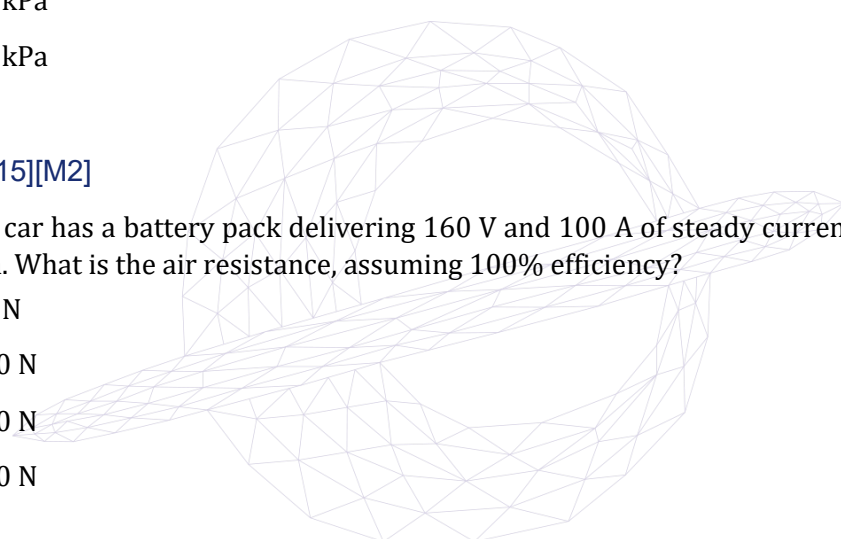 kPa
kPa
15][M2]
car has a battery pack delivering 160 V and 100 A of steady curren
. What is the air resistance, assuming 100% efficiency?
N
0 N
0 N
0 N